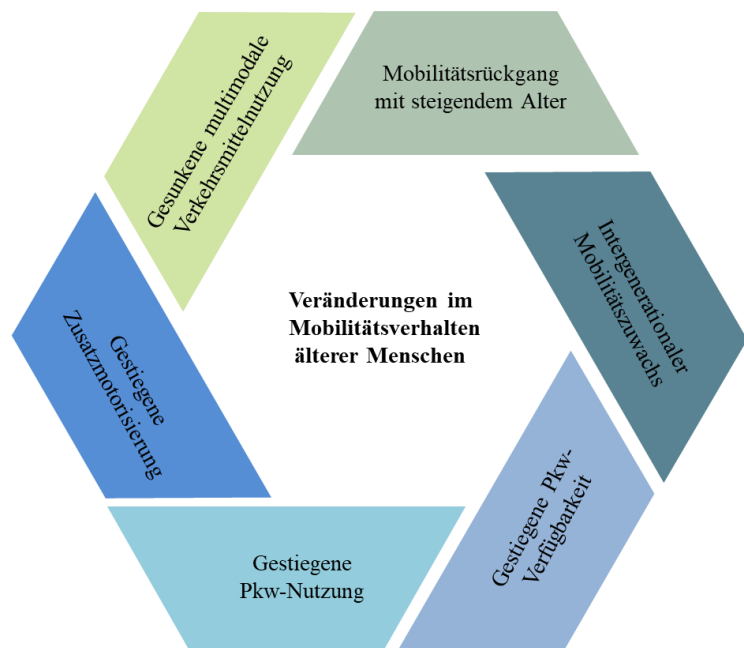 Mobilitätsrückgang
mit steigendem Alter
Intergenerationaler
Mobilitätszuwachs
Gestiegene Pkw-
Verfügbarkeit
Gestiegene
Pkw-Nutzung
Gestiegene
Zusatzmotorisierung
Gesunkene multimodale
Verkehrsmittelnutzung
Veränderungen im
Mobilitätsverhalten
älterer Menschen